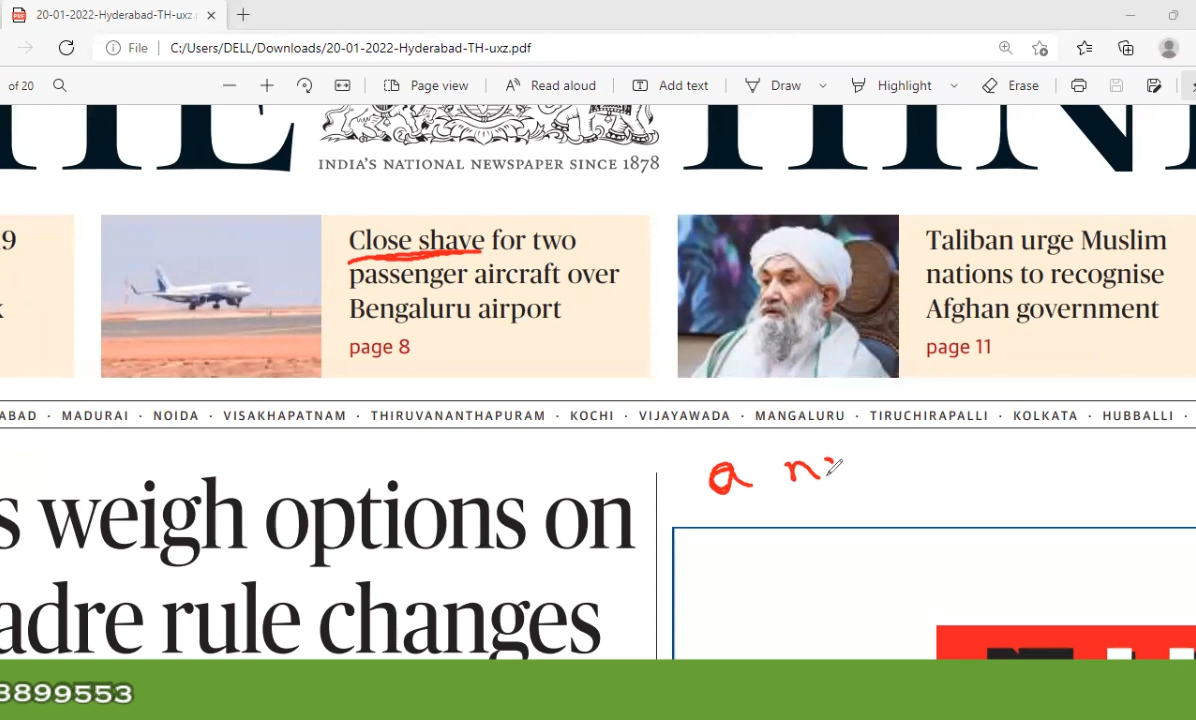 20-01-2022-Hyderabad-TH-uxz.
File C:/Users/DELL/Downloads/20-01-2022-Hyderabad-TH-uxz.pdf
of 20 Page view Read aloud Add text Draw Highlight Erase
INDIA'S NATIONAL NEWSPAPER SINCE 1878
9
Close shave for two
passenger aircraft over
Bengaluru airport
page 8
Taliban urge Muslim
nations to recognise
Afghan government
page 11
ABAD · MADURAI · NOIDA · VISAKHAPATNAM · THIRUVANANTHAPURAM · KOCHI · VIJAYAWADA · MANGALURU · TIRUCHIRAPALLI · KOLKATA · HUBBALLI ·
a n
s weigh options on
adre rule changes
3899553